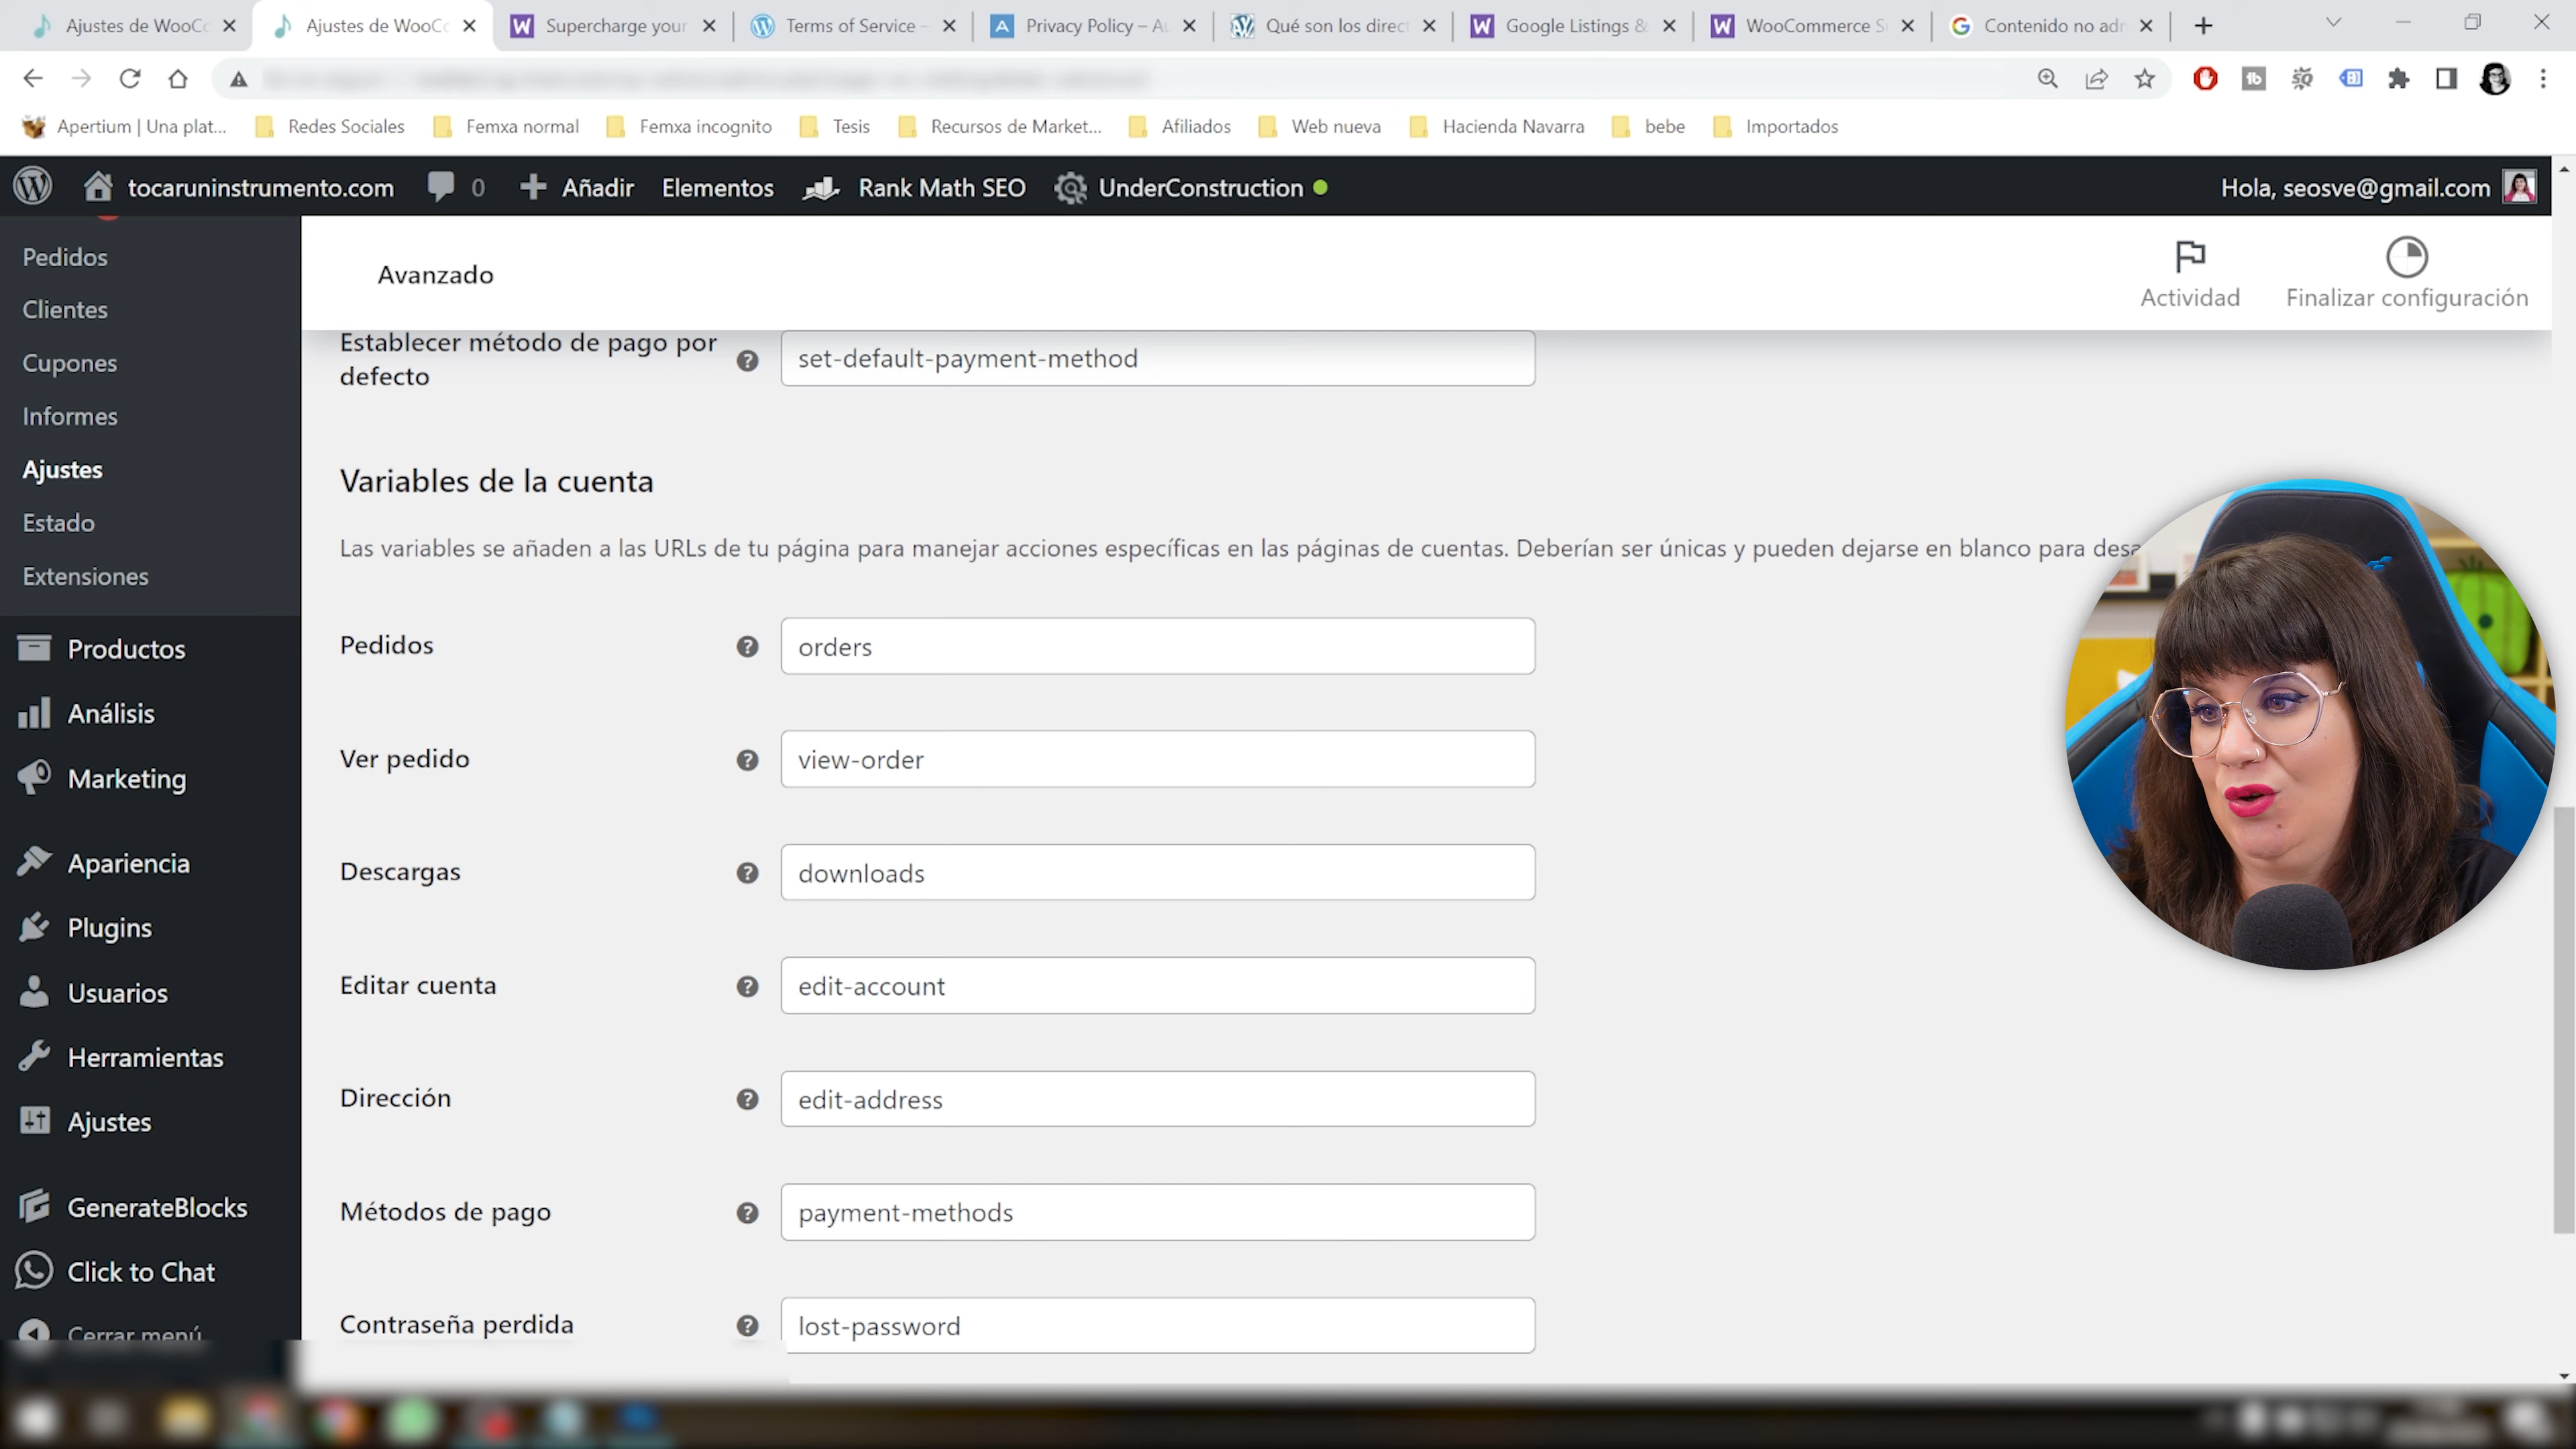 Ajustes de WooCo
Ajustes de WooCo
Supercharge your
Terms of Service –
Privacy Policy – Au
Qué son los direct
Google Listings &
WooCommerce S
Contenido no adm
Apertium | Una plat...
Redes Sociales
Femxa normal
Femxa incognito
Tesis
Recursos de Market...
Afiliados
Web nueva
Hacienda Navarra
bebe
Importados
tocaruninstrumento.com
0
Añadir
Elementos
Rank Math SEO
UnderConstruction
Hola, seosve@gmail.com
Pedidos
Clientes
Cupones
Informes
Ajustes
Estado
Extensiones
Productos
Análisis
Marketing
Apariencia
Plugins
Usuarios
Herramientas
Ajustes
GenerateBlocks
Click to Chat
Cerrar menú
Avanzado
Actividad
Finalizar configuración
Establecer método de pago por
defecto
set-default-payment-method
Variables de la cuenta
Las variables se añaden a las URLs de tu página para manejar acciones específicas en las páginas de cuentas. Deberían ser únicas y pueden dejarse en blanco para desa
Pedidos
orders
Ver pedido
view-order
Descargas
downloads
Editar cuenta
edit-account
Dirección
edit-address
Métodos de pago
payment-methods
Contraseña perdida
lost-password